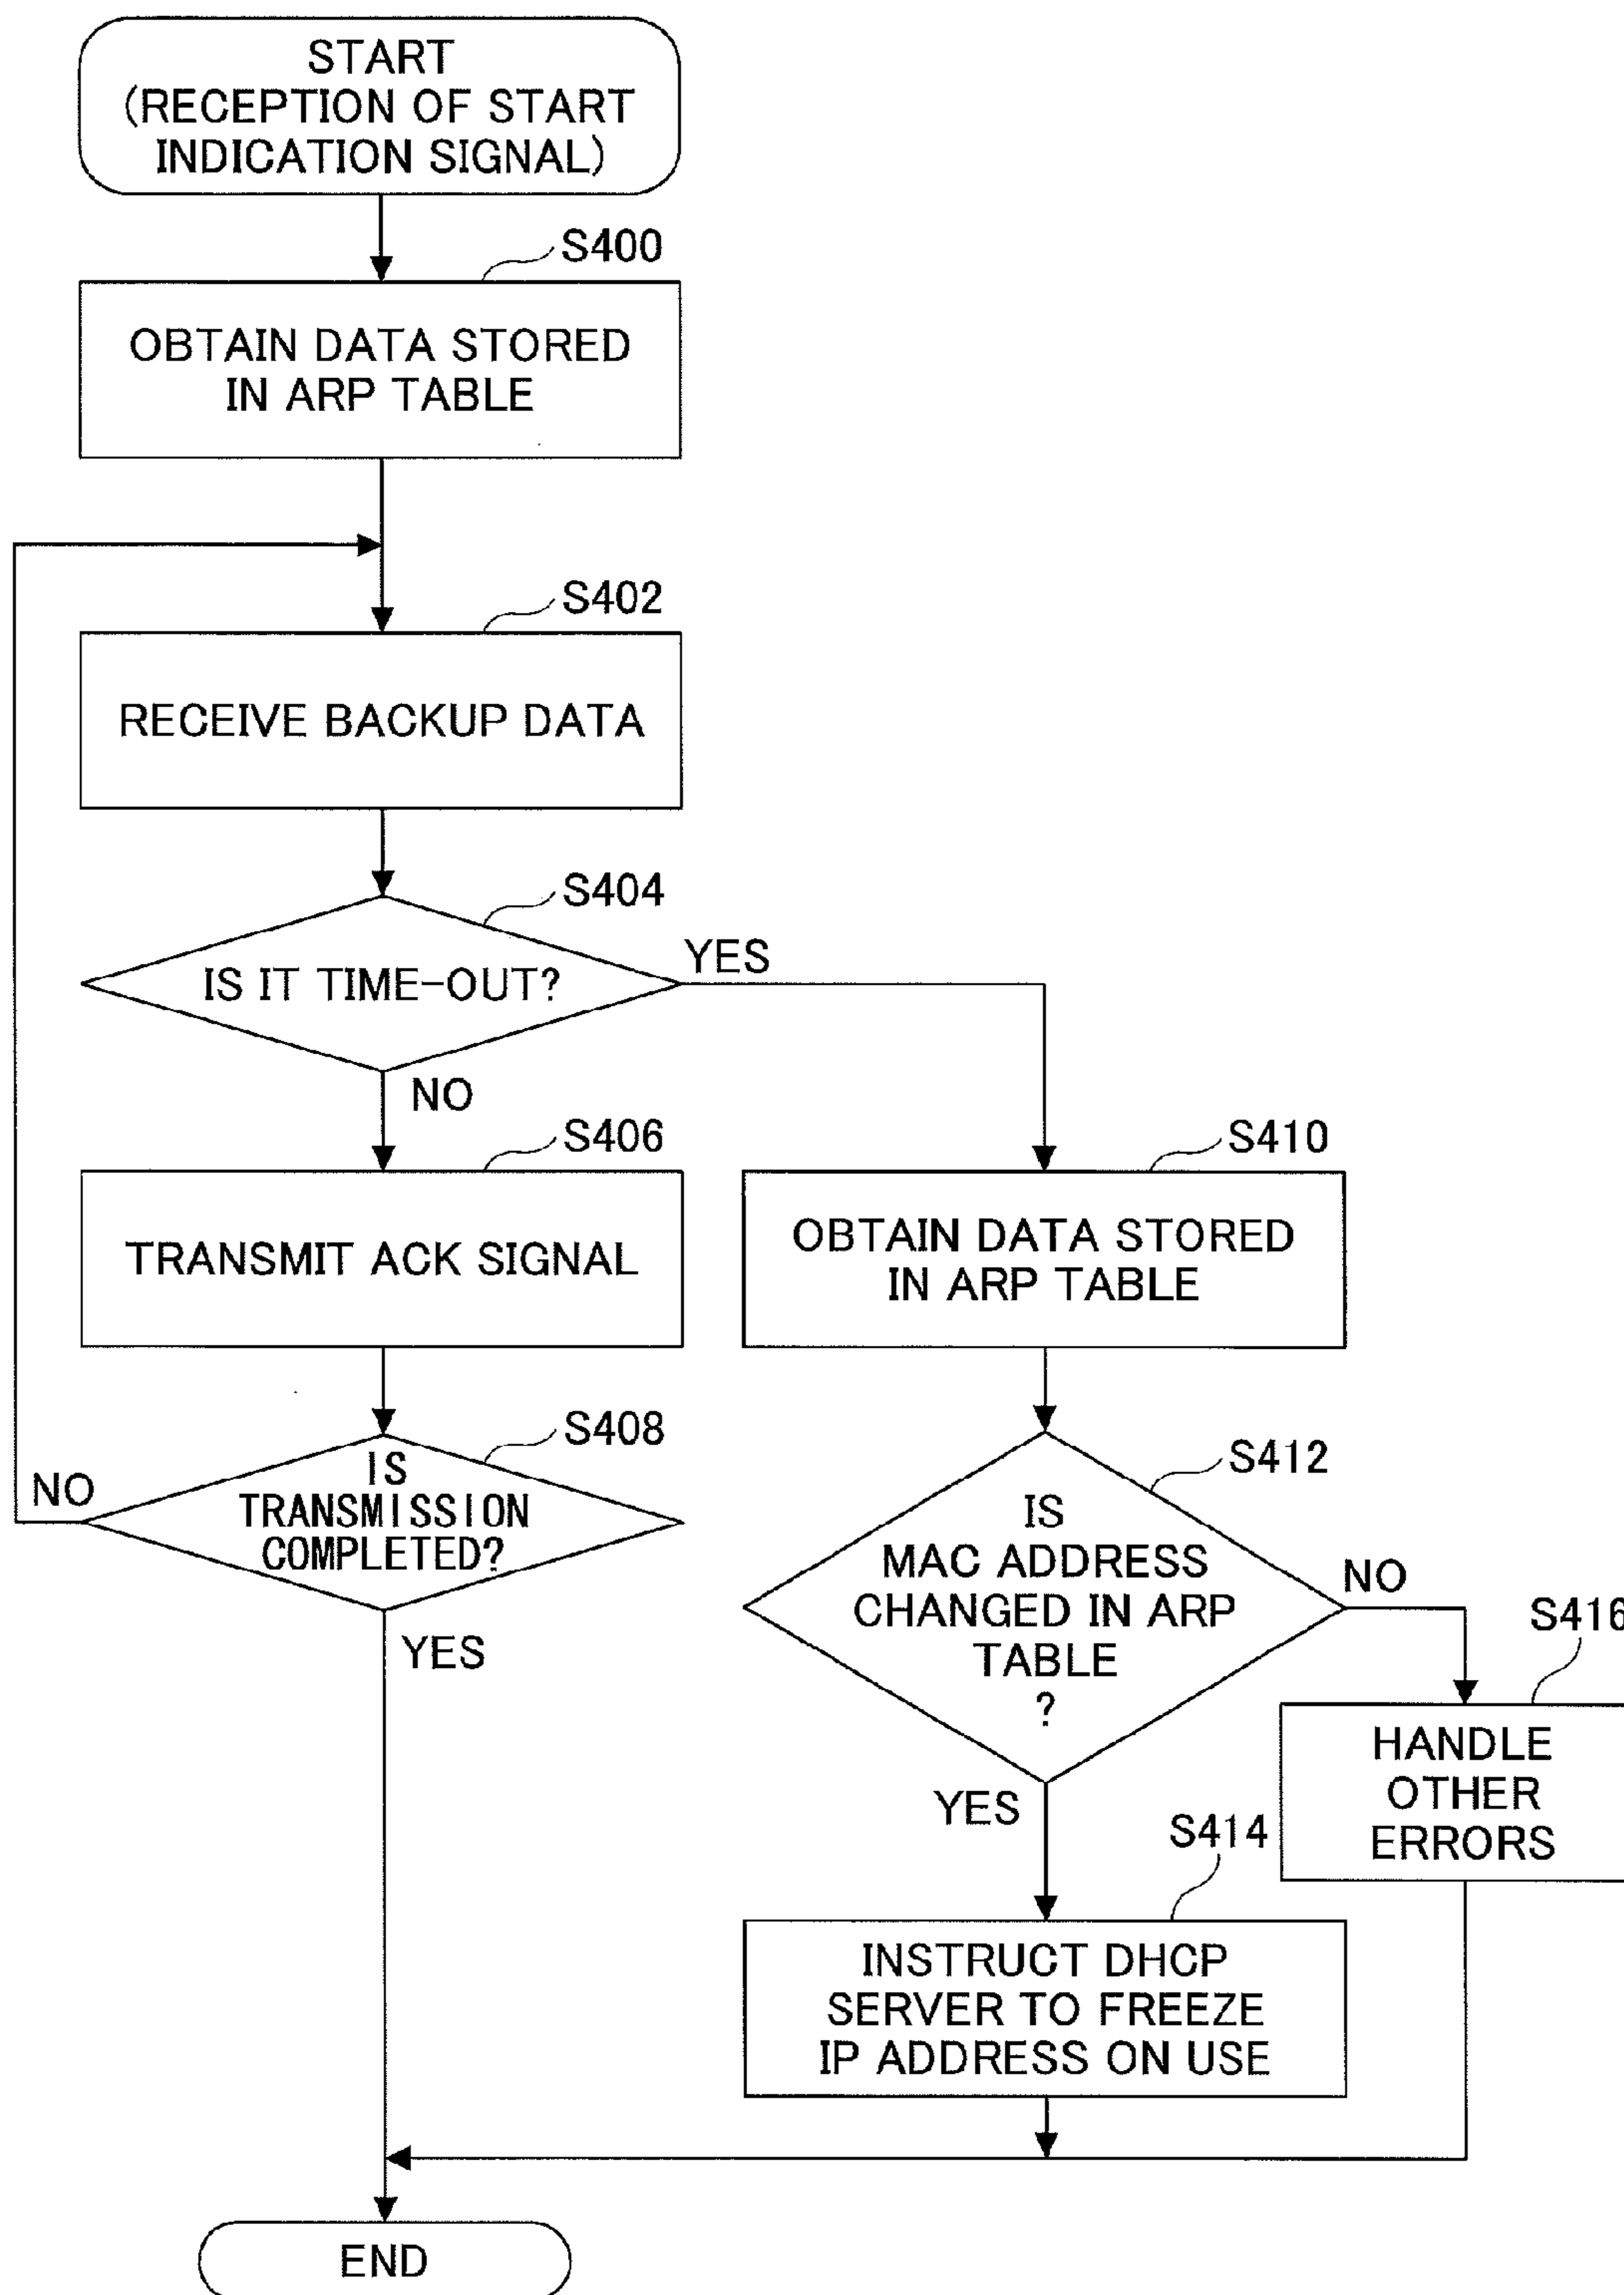 START
(RECEPTION OF START
INDICATION SIGNAL)
S400
OBTAIN DATA STORED
IN ARP TABLE
S402
RECEIVE BACKUP DATA
S404
IS IT TIME-OUT?
YES
NO
S406
TRANSMIT ACK SIGNAL
S410
OBTAIN DATA STORED
IN ARP TABLE
S408
IS
TRANSMISSION
COMPLETED?
NO
YES
S412
IS
MAC ADDRESS
CHANGED IN ARP
TABLE
?
NO
YES
S416
HANDLE
OTHER
ERRORS
S414
INSTRUCT DHCP
SERVER TO FREEZE
IP ADDRESS ON USE
END